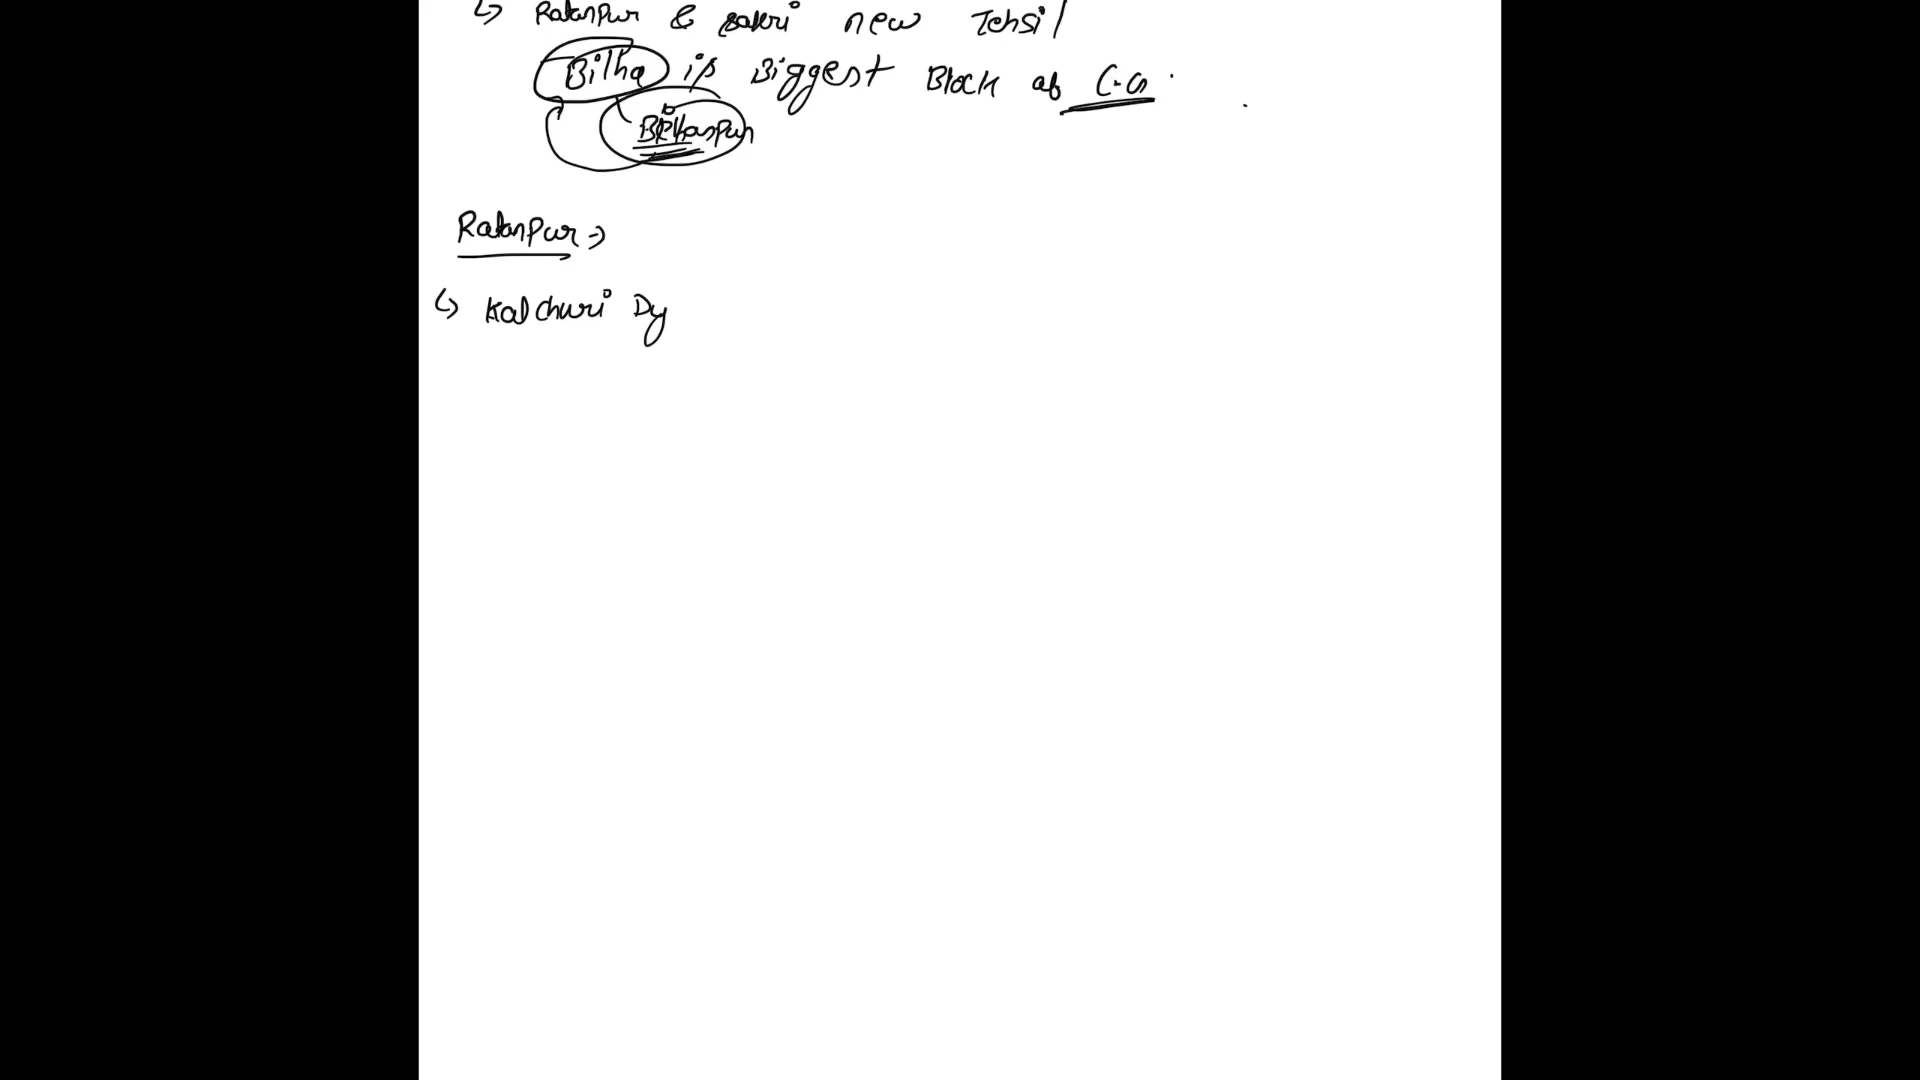 ↳ Ratanpur & sakri new Tehsil
Bilha is Biggest Block of C.G.
Bilaspur
Ratanpur ⇒
↳ Kalchuri Dy